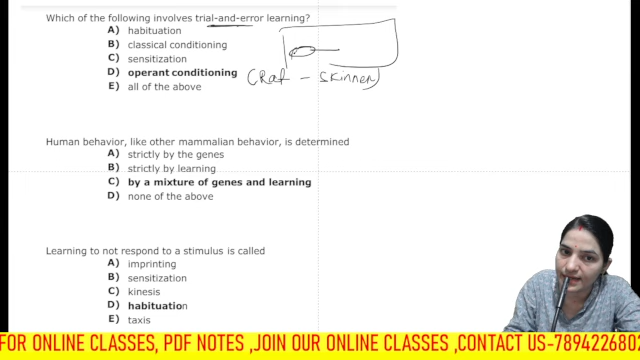 Which of the following involves trial-and-error learning?
A) habituation
B) classical conditioning
C) sensitization
D) operant conditioning
E) all of the above
(Rat - Skinner)
Human behavior, like other mammalian behavior, is determined
A) strictly by the genes
B) strictly by learning
C) by a mixture of genes and learning
D) none of the above
Learning to not respond to a stimulus is called
A) imprinting
B) sensitization
C) kinesis
D) habituation
E) taxis
FOR ONLINE CLASSES, PDF NOTES ,JOIN OUR ONLINE CLASSES ,CONTACT US-7894226802